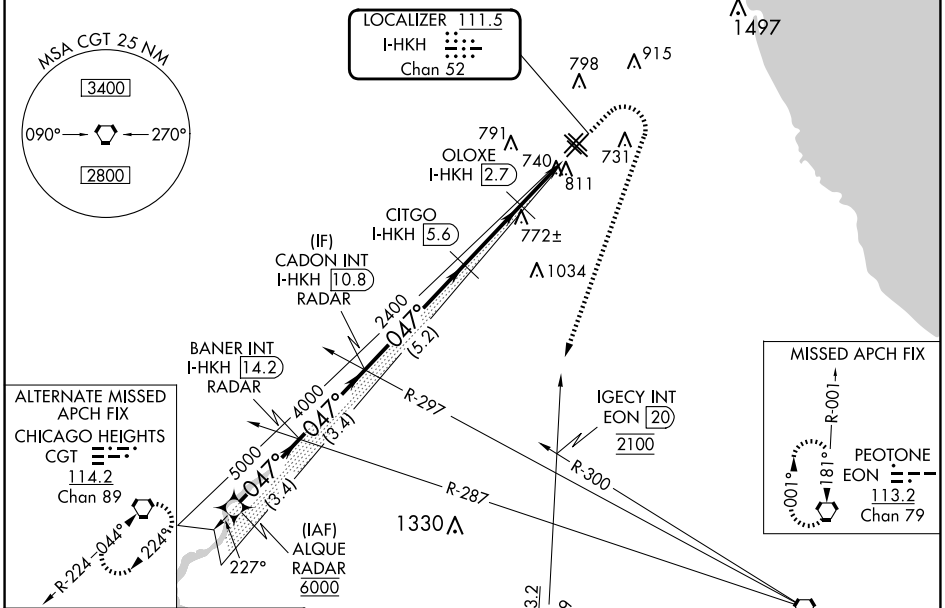 MSA CGT 25 NM
3400
090°
270°
2800
LOCALIZER 111.5
I-HKH
Chan 52
1497
798
915
791
731
740
811
OLOXE
I-HKH 2.7
772±
1034
CITGO
I-HKH 5.6
(IF)
CADON INT
I-HKH 10.8
RADAR
2400
047°
(5.2)
BANER INT
I-HKH 14.2
RADAR
4000
047°
(3.4)
R-297
5000
047°
(3.4)
R-287
(IAF)
ALQUE
RADAR
6000
227°
1330
IGECY INT
EON 20
2100
R-300
3.2
ALTERNATE MISSED
APCH FIX
CHICAGO HEIGHTS
CGT
114.2
Chan 89
R-224
044°
224°
MISSED APCH FIX
R-001
001°
181°
PEOTONE
EON
113.2
Chan 79